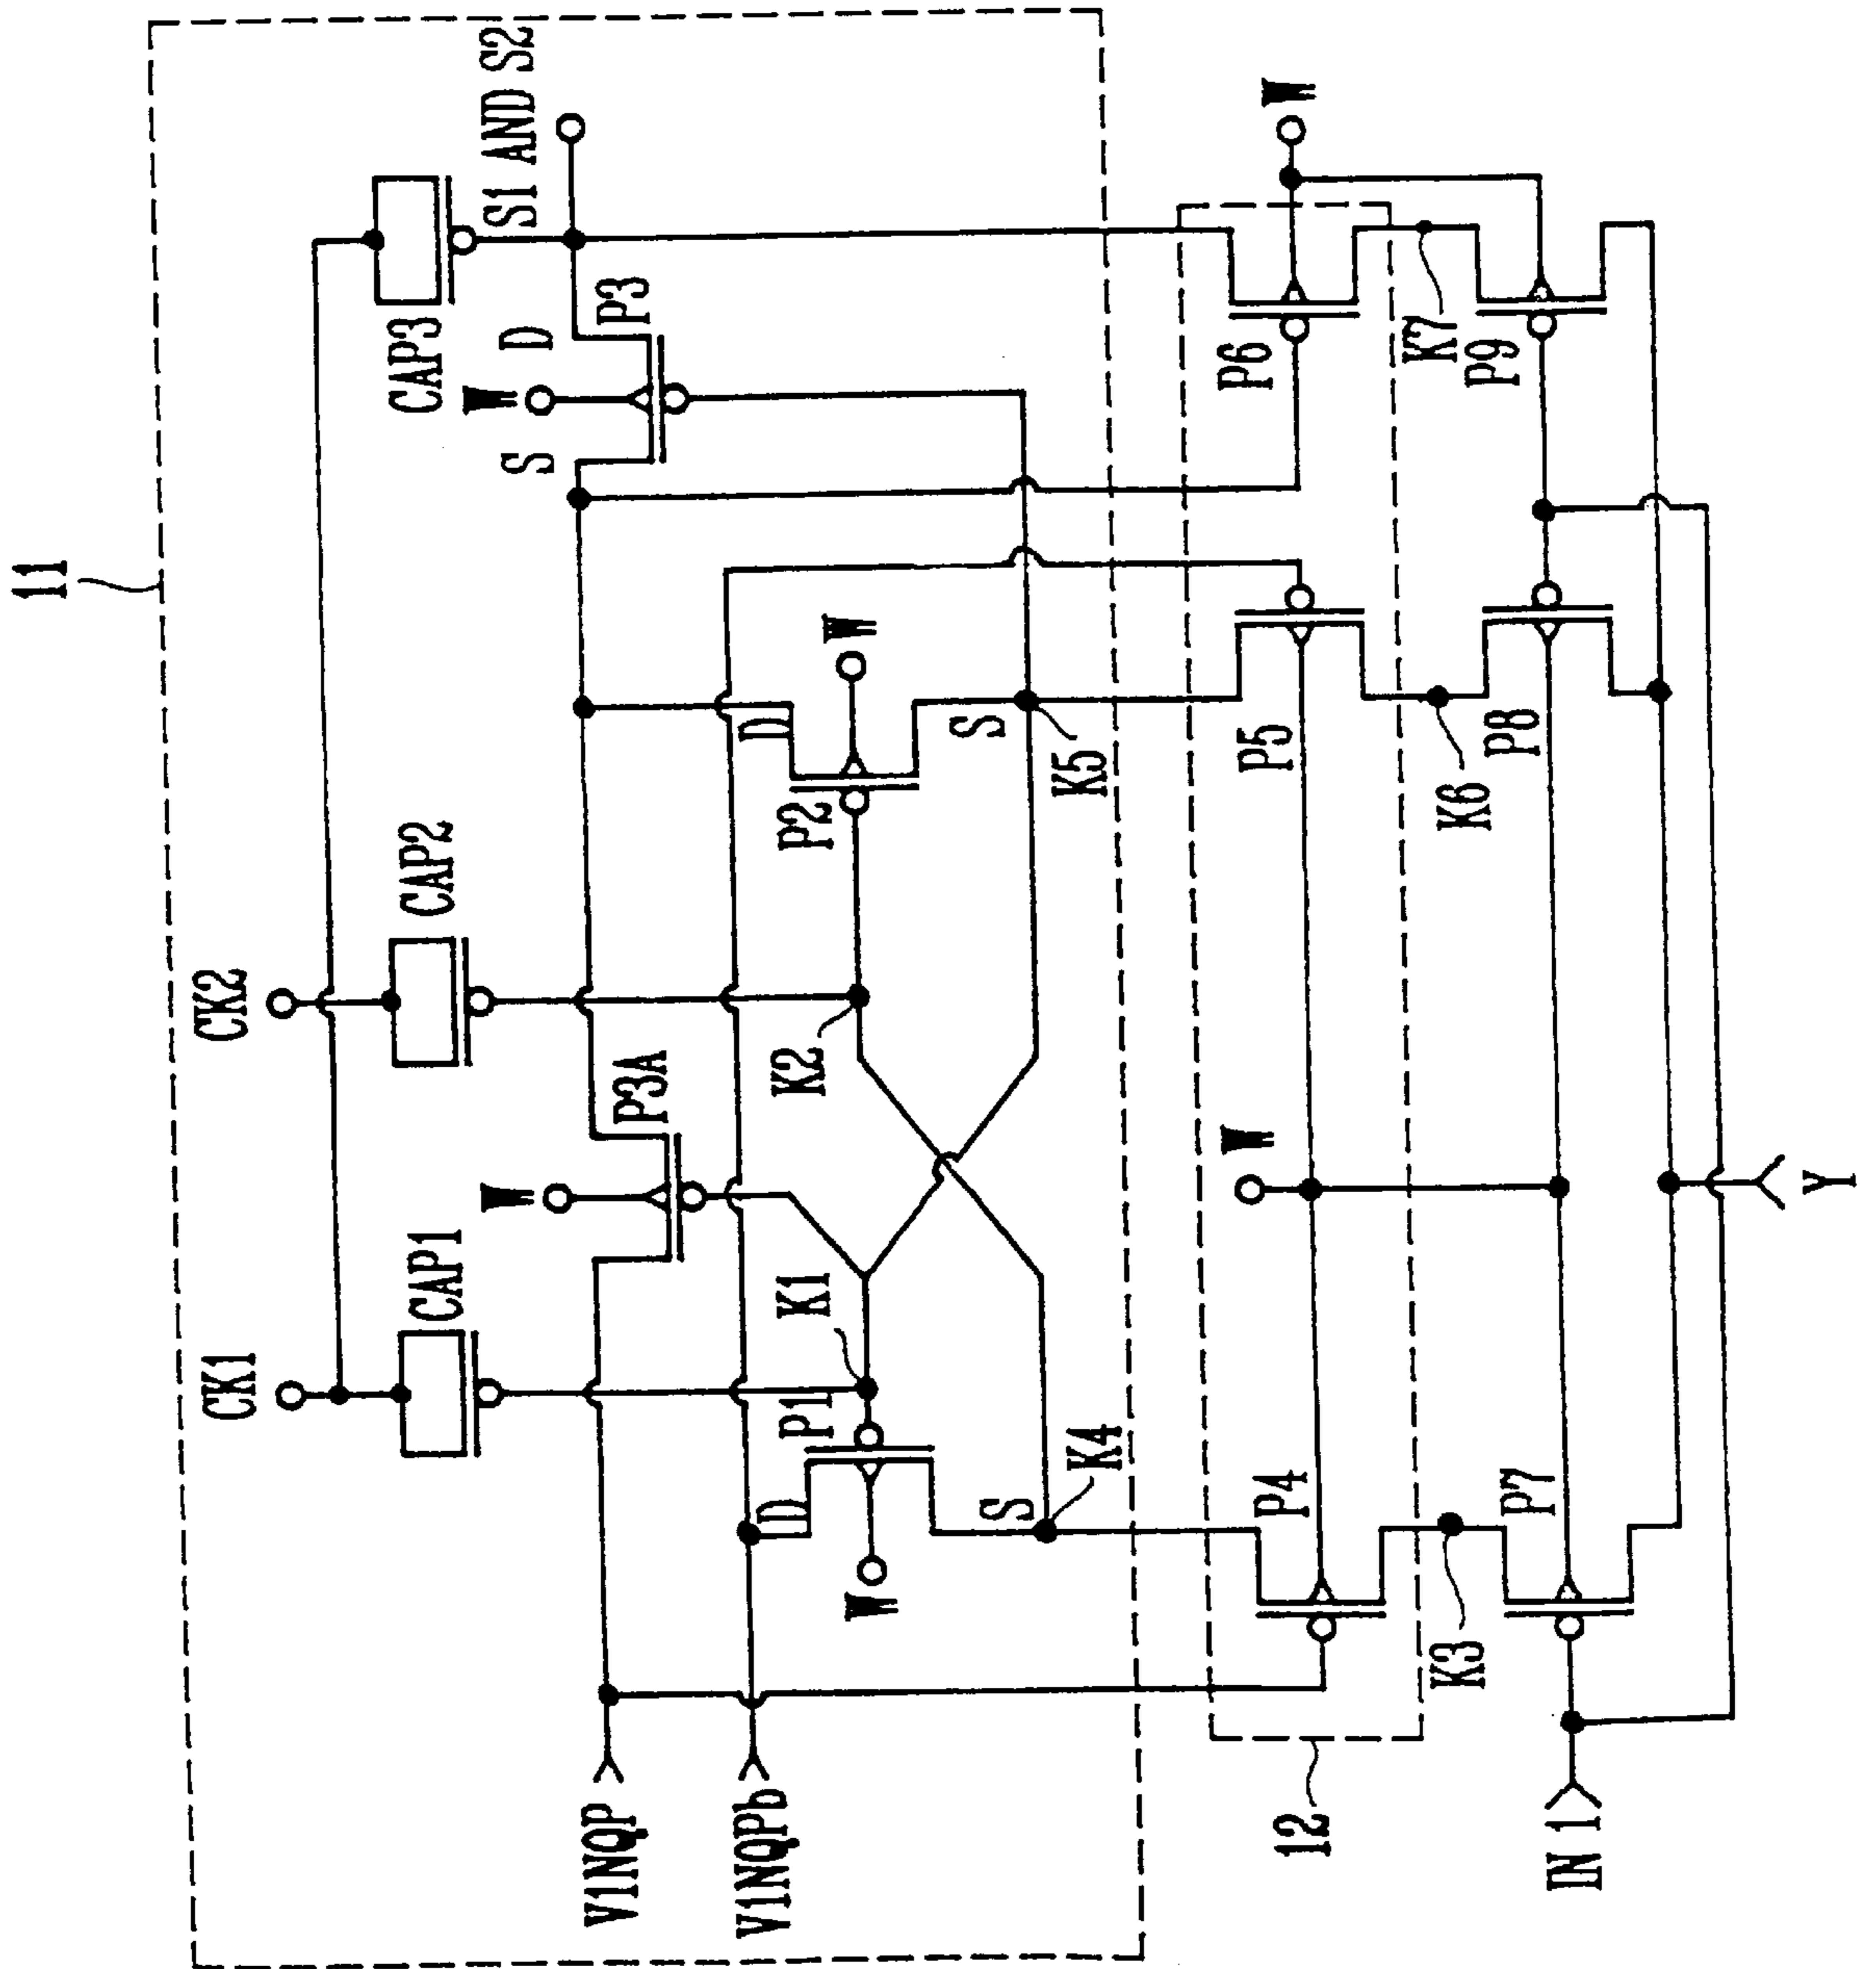 11
CK1
CK2
CAP1
CAP2
CAP3
S1 AND S2
V1NQP
V1NQPb
W
P3A
S
W
D
P3
D
P1
K1
K2
P2
D
W
W
S
K4
S
K5
12
P4
W
P5
P6
W
K3
K6
K7
IN 1
P7
P8
P9
Y1